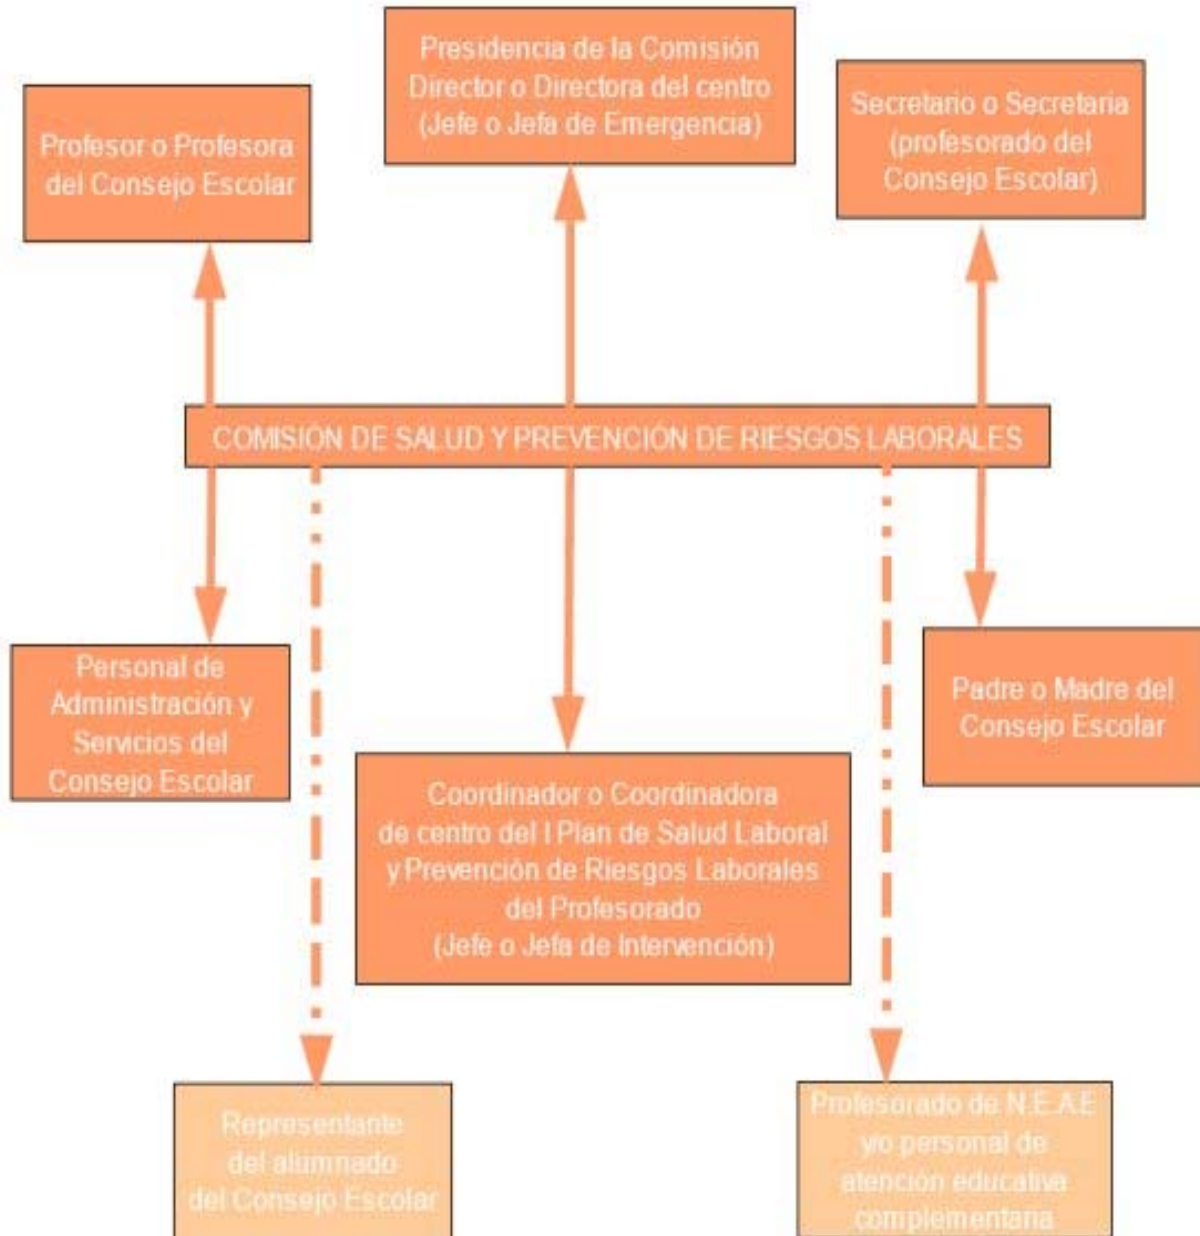 Presidencia de la Comisión
Director o Directora del centro
(Jefe o Jefa de Emergencia)
Profesor o Profesora
del Consejo Escolar
Secretario o Secretaria
(profesorado del
Consejo Escolar)
COMISIÓN DE SALUD Y PREVENCIÓN DE RIESGOS LABORALES
Personal de
Administración y
Servicios del
Consejo Escolar
Padre o Madre del
Consejo Escolar
Coordinador o Coordinadora
de centro del I Plan de Salud Laboral
y Prevención de Riesgos Laborales
del Profesorado
(Jefe o Jefa de Intervención)
Representante
del alumnado
del Consejo Escolar
Profesorado de N.E.A.E
y/o personal de
atención educativa
complementaria